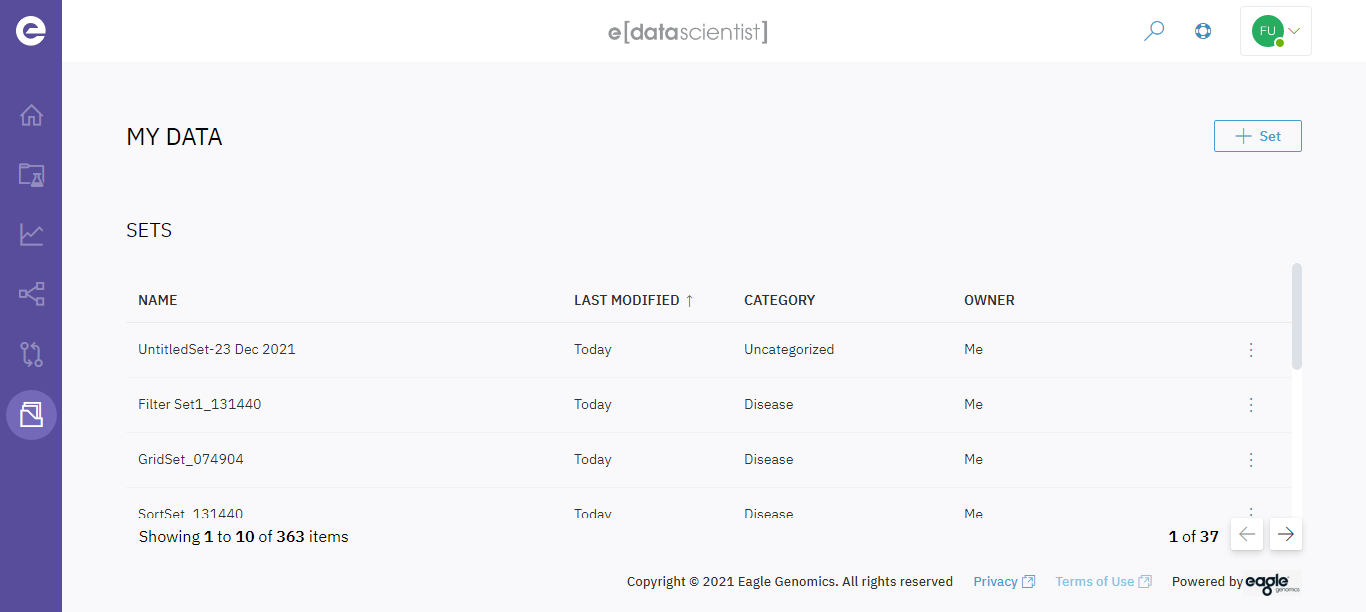 e
e[datascientist]
FU
MY DATA
+ Set
SETS
NAME LAST MODIFIED ↑ CATEGORY OWNER
UntitledSet-23 Dec 2021 Today Uncategorized Me
Filter Set1_131440 Today Disease Me
GridSet_074904 Today Disease Me
SortSet_131440 Today Disease Me
Showing 1 to 10 of 363 items
1 of 37
Copyright © 2021 Eagle Genomics. All rights reserved Privacy Terms of Use Powered by eagle genomics